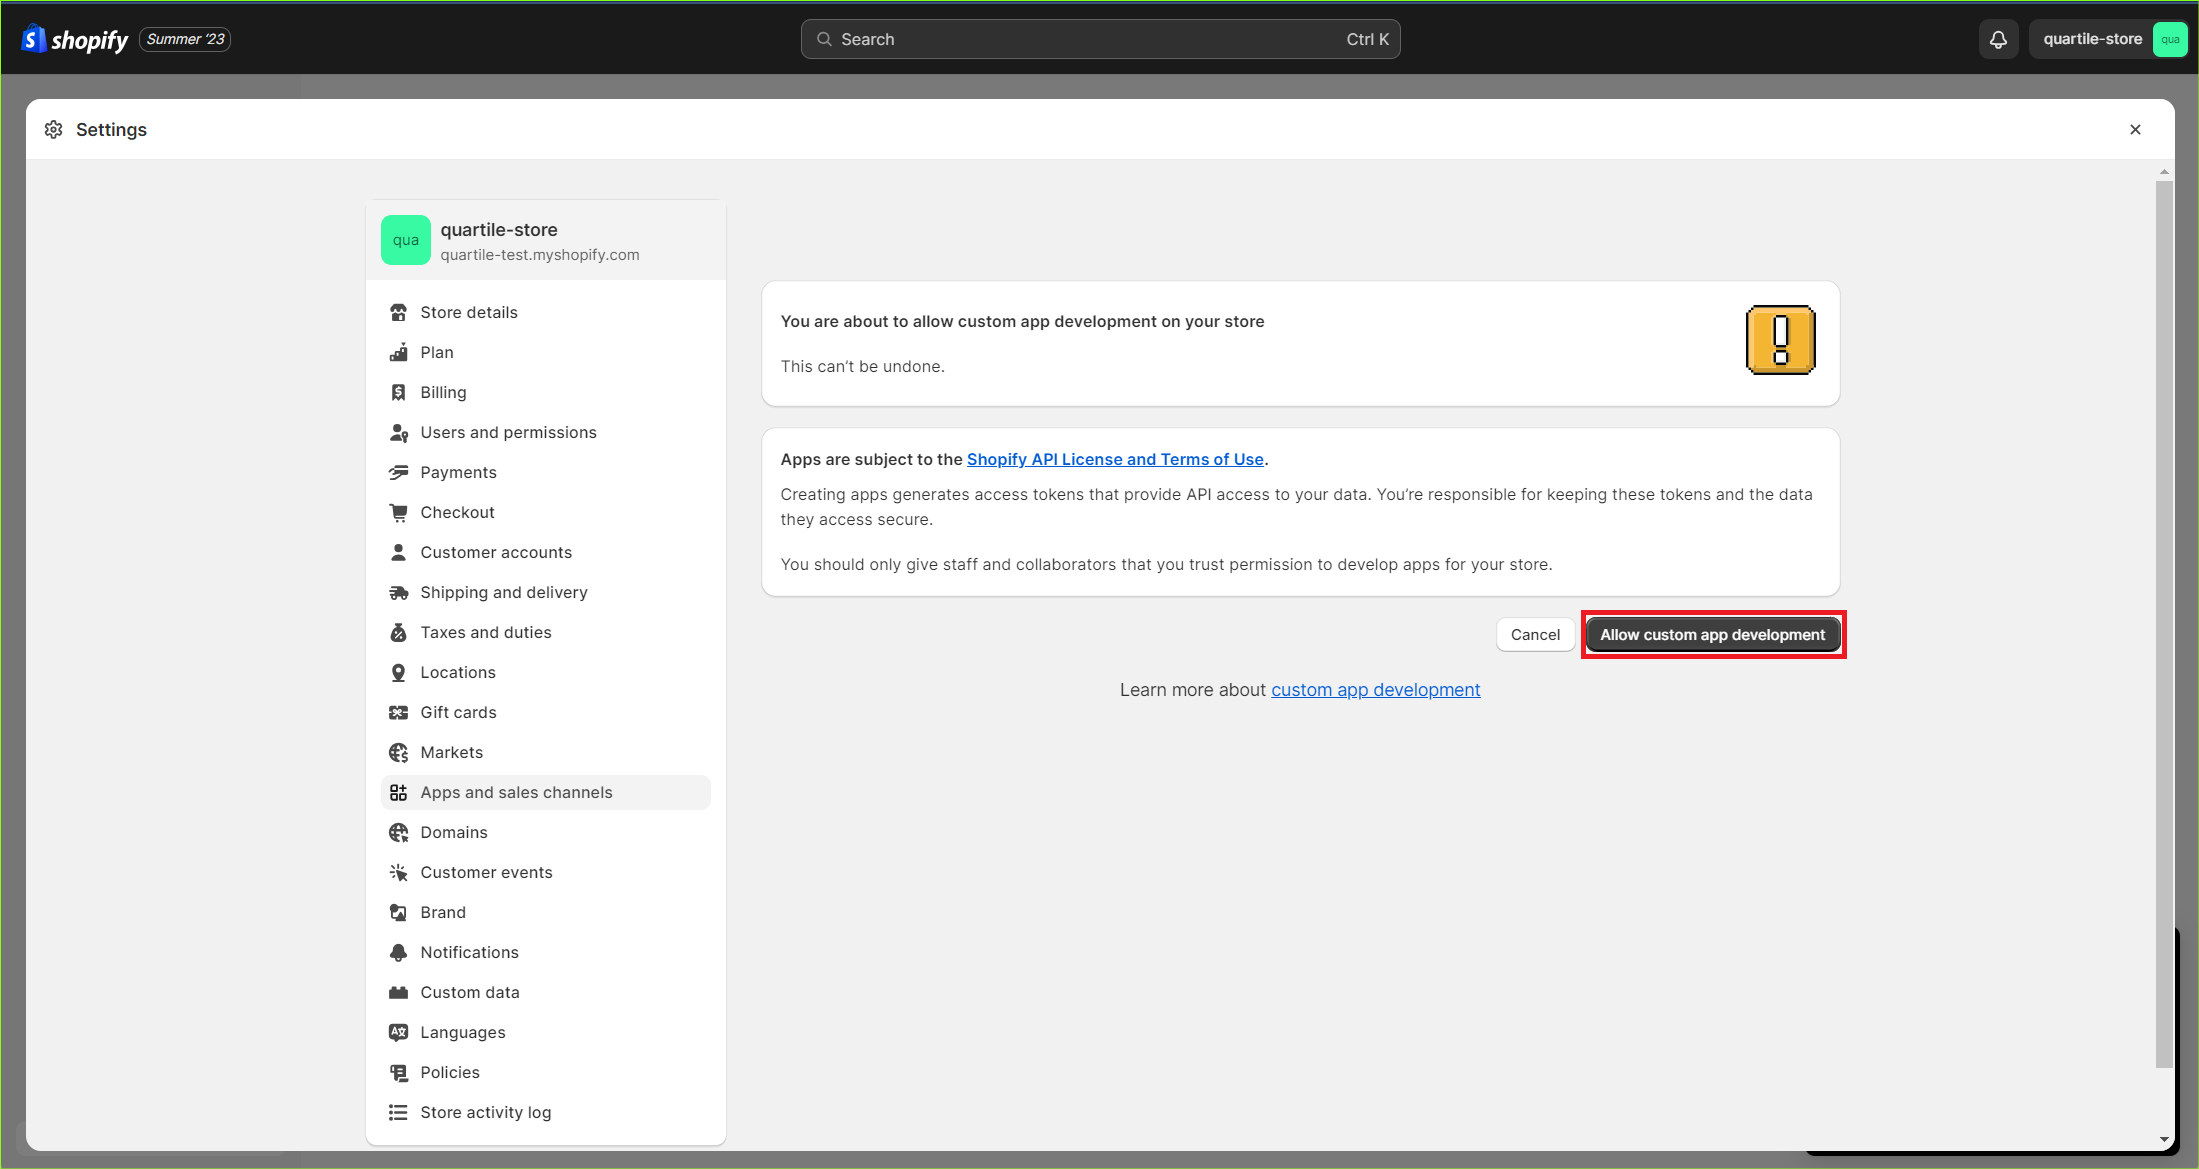 shopify Summer '23
Search Ctrl K
quartile-store qua
Settings
qua quartile-store
quartile-test.myshopify.com
Store details
Plan
Billing
Users and permissions
Payments
Checkout
Customer accounts
Shipping and delivery
Taxes and duties
Locations
Gift cards
Markets
Apps and sales channels
Domains
Customer events
Brand
Notifications
Custom data
Languages
Policies
Store activity log
You are about to allow custom app development on your store
This can’t be undone.
Apps are subject to the Shopify API License and Terms of Use.
Creating apps generates access tokens that provide API access to your data. You’re responsible for keeping these tokens and the data
they access secure.
You should only give staff and collaborators that you trust permission to develop apps for your store.
Cancel Allow custom app development
Learn more about custom app development